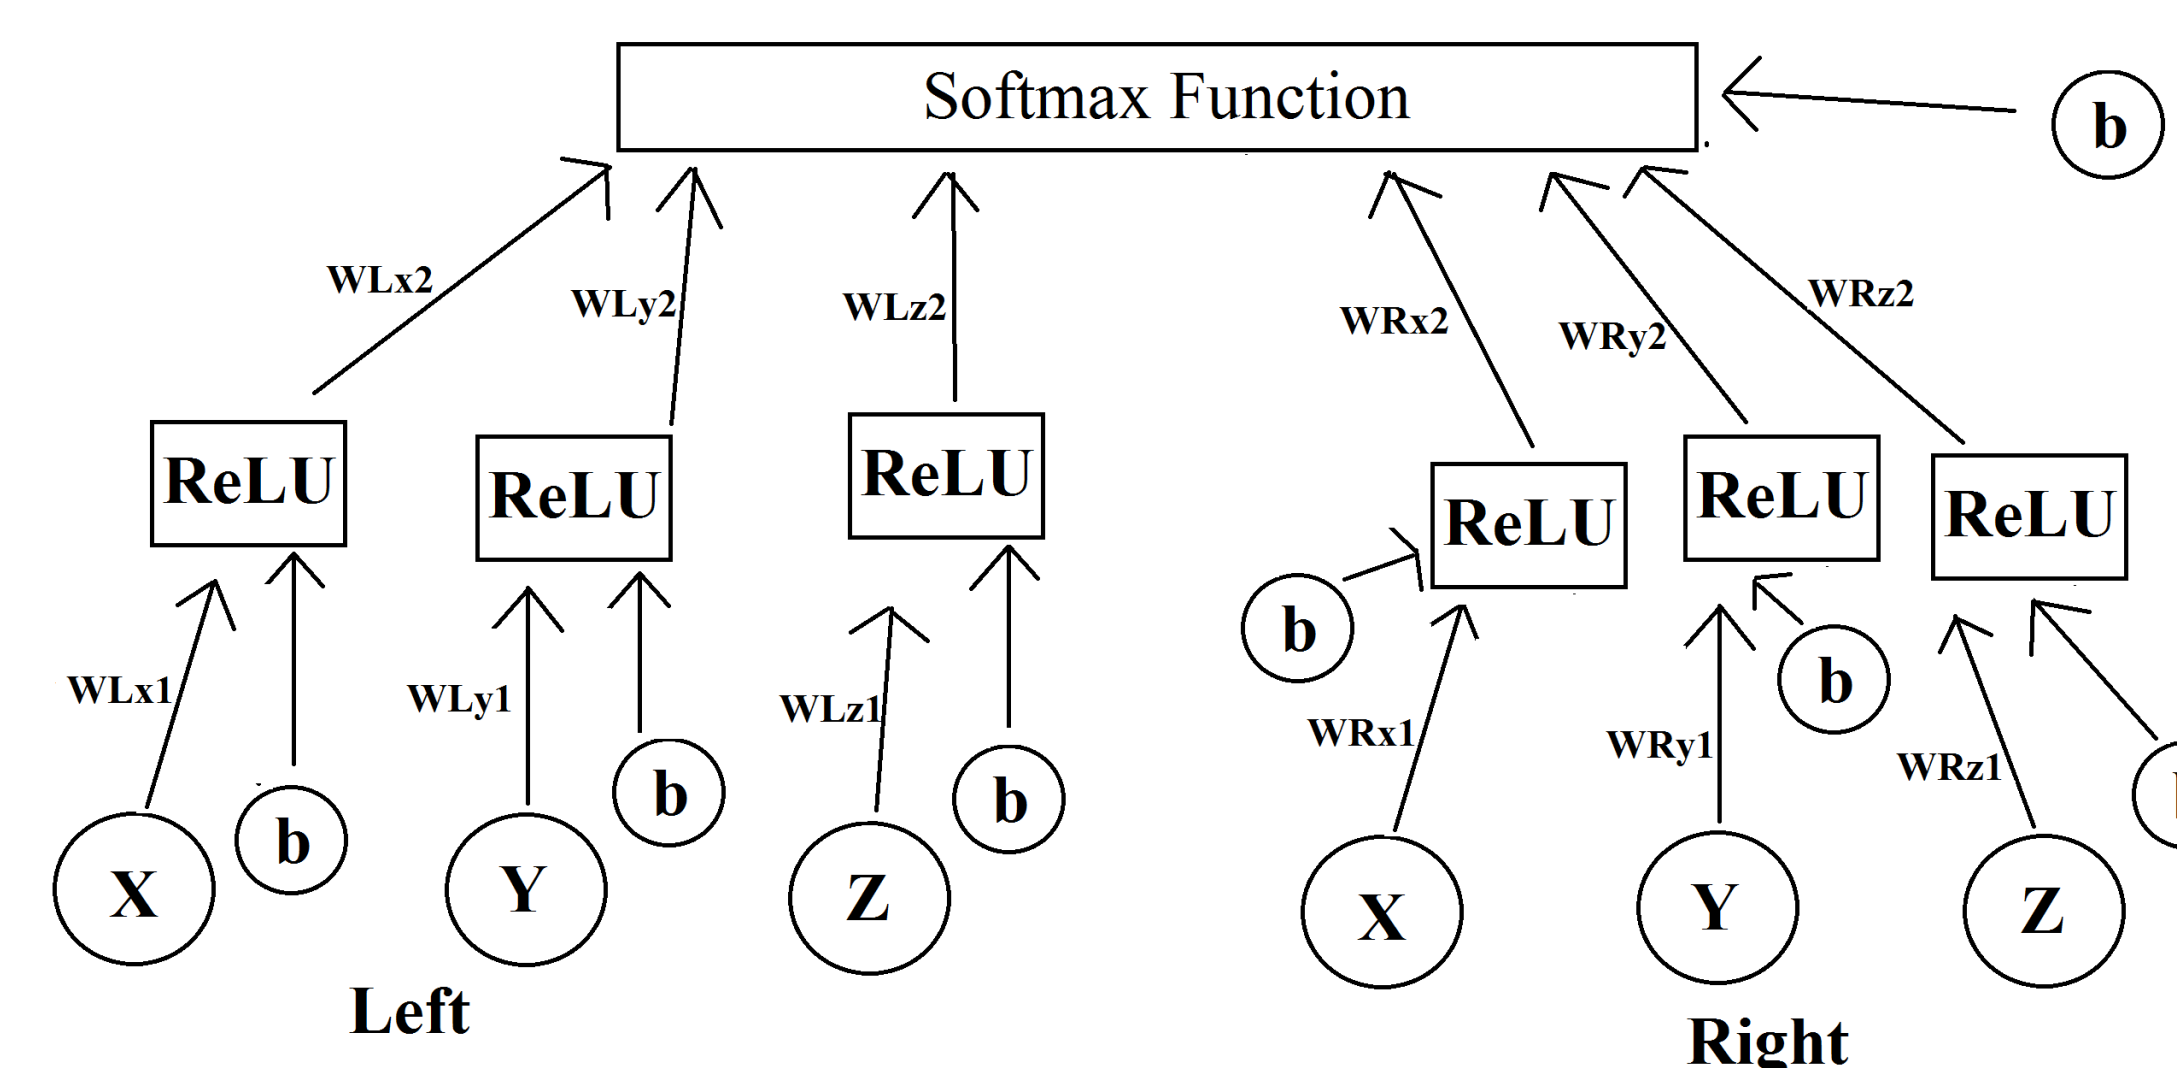 Softmax Function
b
WLx2
WLy2
WLz2
WRx2
WRy2
WRz2
ReLU
ReLU
ReLU
ReLU
ReLU
ReLU
b
b
WLx1
WLy1
WLz1
WRx1
WRy1
WRz1
b
b
b
X
Y
Z
X
Y
Z
Left
Right